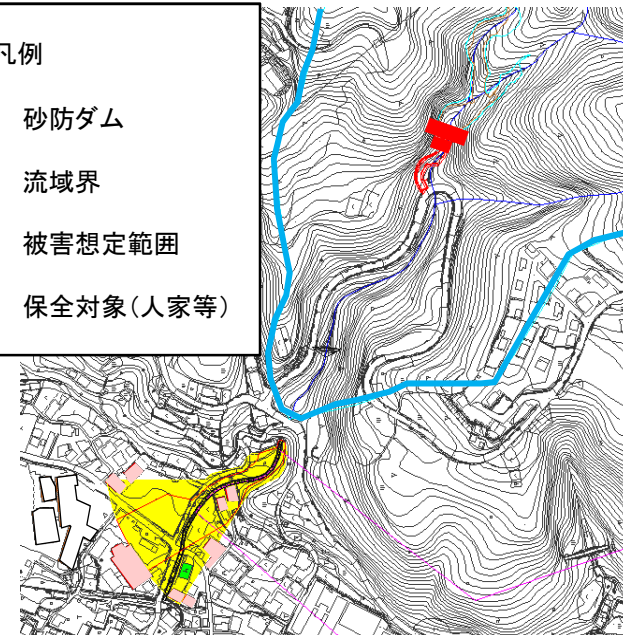 凡例
砂防ダム
流域界
被害想定範囲
保全対象(人家等)